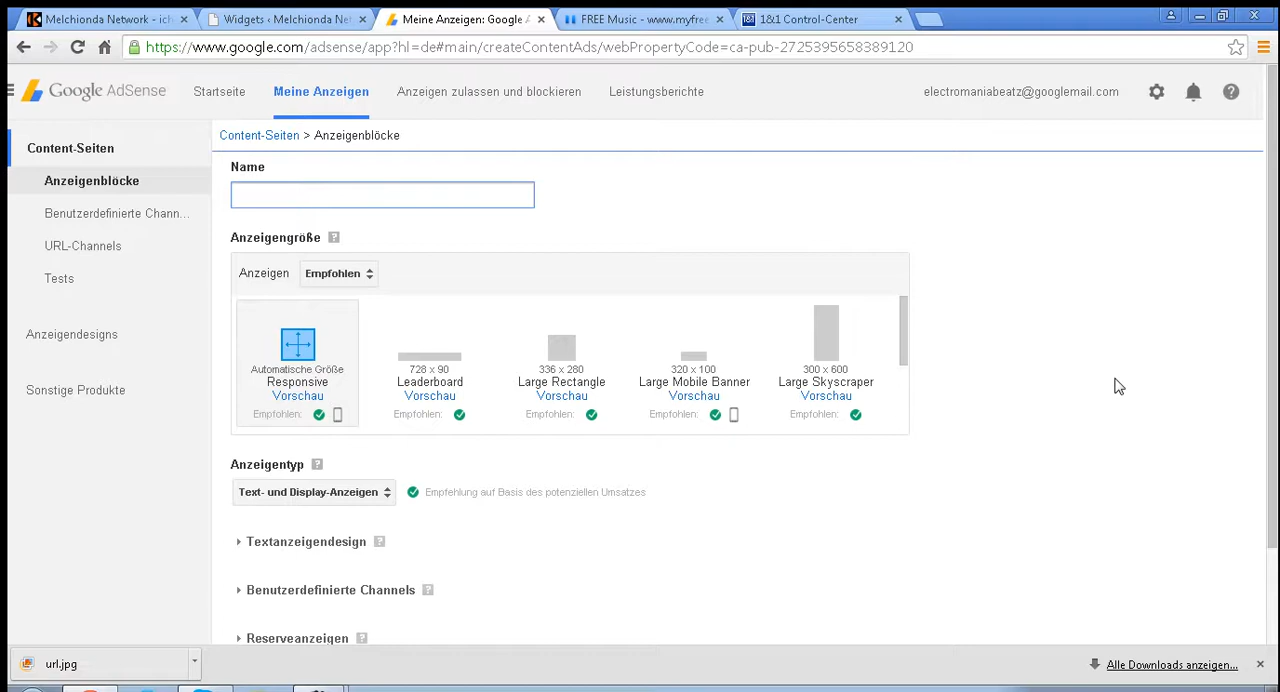 Melchionda Network - ich
Widgets ‹ Melchionda Ne
Meine Anzeigen: Google A
FREE Music - www.myfree
1&1 Control-Center
https://www.google.com/adsense/app?hl=de#main/createContentAds/webPropertyCode=ca-pub-2725395658389120
Google AdSense
Startseite
Meine Anzeigen
Anzeigen zulassen und blockieren
Leistungsberichte
electromaniabeatz@googlemail.com
Content-Seiten
Anzeigenblöcke
Benutzerdefinierte Chann...
URL-Channels
Tests
Anzeigendesigns
Sonstige Produkte
Content-Seiten > Anzeigenblöcke
Name
Anzeigengröße ?
Anzeigen Empfohlen
Automatische Größe
Responsive
Vorschau
Empfohlen:
728 x 90
Leaderboard
Vorschau
Empfohlen:
336 x 280
Large Rectangle
Vorschau
Empfohlen:
320 x 100
Large Mobile Banner
Vorschau
Empfohlen:
300 x 600
Large Skyscraper
Vorschau
Empfohlen:
Anzeigentyp ?
Text- und Display-Anzeigen
Empfehlung auf Basis des potenziellen Umsatzes
Textanzeigendesign ?
Benutzerdefinierte Channels ?
Reserveanzeigen ?
url.jpg
Alle Downloads anzeigen...